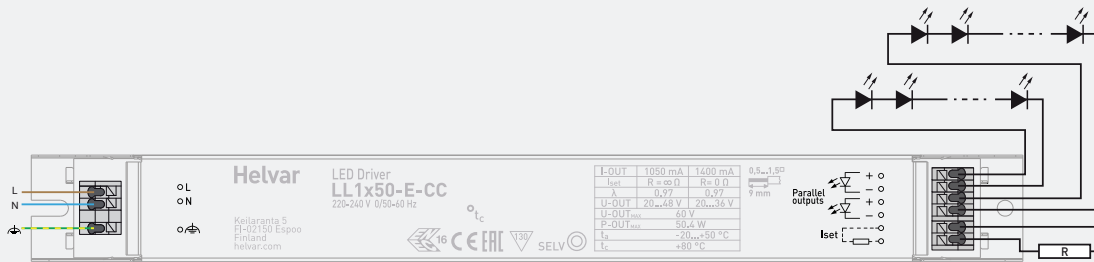 L
N
L
N
Helvar
Keilaranta 5
FI-02150 Espoo
Finland
helvar.com
LED Driver
LL1x50-E-CC
220-240 V 0/50-60 Hz
tc
16 CE EAC 130 SELV
I-OUT 1050 mA 1400 mA
Iset R = ∞ Ω R= 0 Ω
λ 0,97 0,97
U-OUT 20...48 V 20...36 V
U-OUTMAX 60 V
P-OUTMAX 50,4 W
ta -20...+50 °C
tc +80 °C
0,5...1,5□
9 mm
Parallel
outputs
+
−
+
−
Iset
R